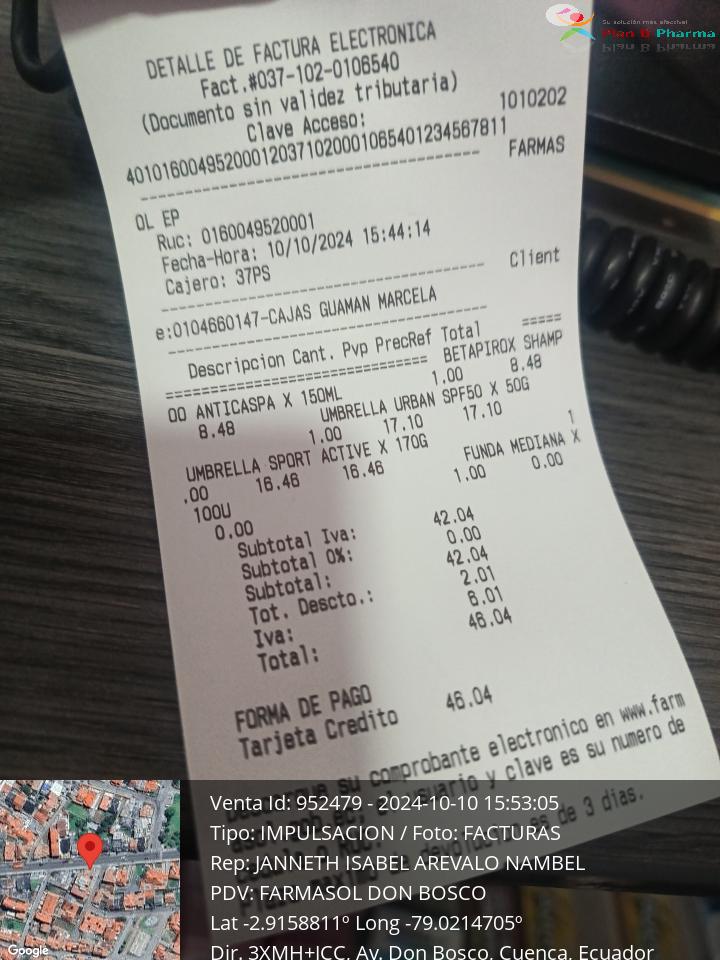 Su solución más efectiva!
Plan B Pharma
DETALLE DE FACTURA ELECTRONICA
Fact.#037-102-0106540
(Documento sin validez tributaria)
Clave Acceso: 1010202
401016004952000120371020001065401234567811
FARMAS
OL EP
Ruc: 0160049520001
Fecha-Hora: 10/10/2024 15:44:14
Cajero: 37PS
Client
e:0104660147-CAJAS GUAMAN MARCELA
Descripcion Cant. Pvp PrecRef Total
BETAPIROX SHAMP
OO ANTICASPA X 150ML 1.00 8.48
8.48 UMBRELLA URBAN SPF50 X 50G
1.00 17.10 17.10
UMBRELLA SPORT ACTIVE X 170G 1
.00 16.46 16.46 FUNDA MEDIANA X
100U 1.00 0.00
0.00
Subtotal Iva: 42.04
Subtotal 0%: 0.00
Subtotal: 42.04
Tot. Descto.: 2.01
Iva: 6.01
Total: 46.04
FORMA DE PAGO
Tarjeta Credito 46.04
su comprobante electronico en www.farm
usuario y clave es su numero de
es de 3 dias.
Venta Id: 952479 - 2024-10-10 15:53:05
Tipo: IMPULSACION / Foto: FACTURAS
Rep: JANNETH ISABEL AREVALO NAMBEL
PDV: FARMASOL DON BOSCO
Lat -2.9158811º Long -79.0214705º
Dir. 3XMH+JCC, Av. Don Bosco, Cuenca, Ecuador
Google